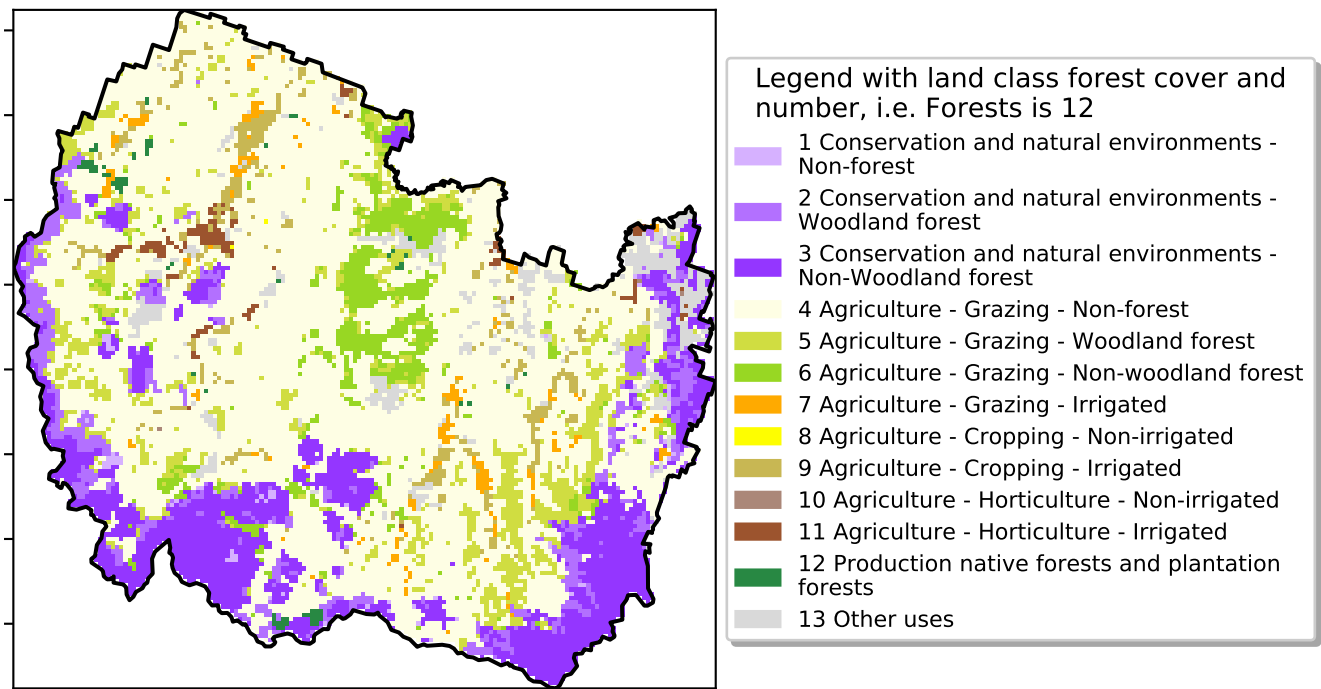 Legend with land class forest cover and
number, i.e. Forests is 12
1 Conservation and natural environments -
Non-forest
2 Conservation and natural environments -
Woodland forest
3 Conservation and natural environments -
Non-Woodland forest
4 Agriculture - Grazing - Non-forest
5 Agriculture - Grazing - Woodland forest
6 Agriculture - Grazing - Non-woodland forest
7 Agriculture - Grazing - Irrigated
8 Agriculture - Cropping - Non-irrigated
9 Agriculture - Cropping - Irrigated
10 Agriculture - Horticulture - Non-irrigated
11 Agriculture - Horticulture - Irrigated
12 Production native forests and plantation
forests
13 Other uses